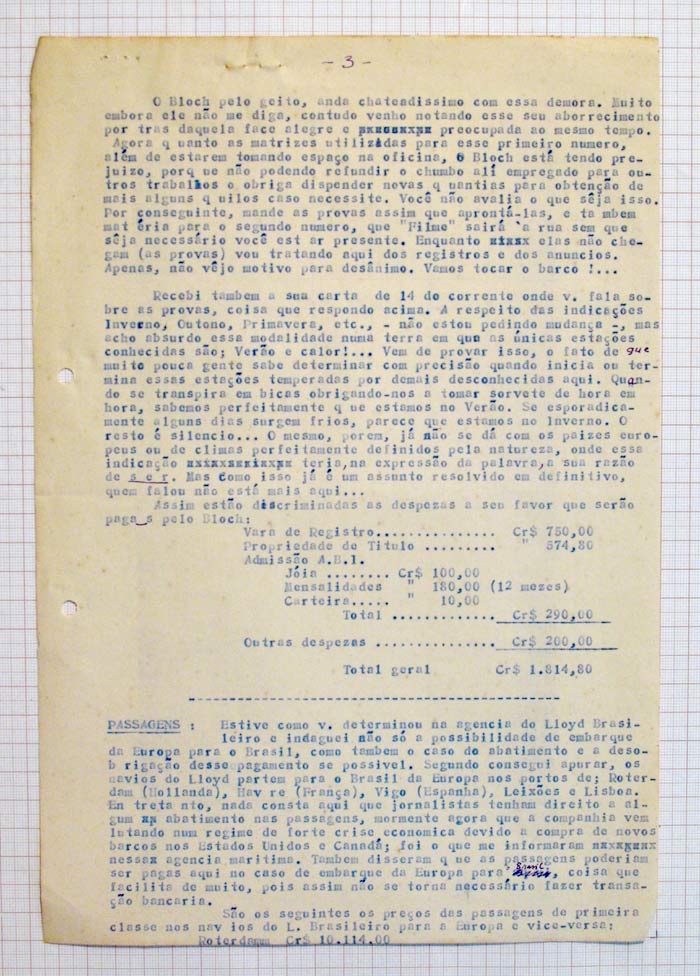 - 3 -
O Bloch pelo geito, anda chateadissimo com essa demora. Muito
embora ele não me diga, contudo venho notando esse seu aborrecimento
por tras daquela face alegre e preocupada ao mesmo tempo.
Agora q uanto as matrizes utilizadas para esse primeiro numero,
além de estarem tomando espaço na oficina, O Bloch está tendo pre-
juizo, porq ue não podendo refundir o chumbo alí empregado para ou-
tros traballos o obriga dispender novas q uantias para obtenção de
mais alguns q uilos caso necessite. Você não avalia o que sêja isso.
Por conseguinte, mande as provas assim que aprontá-las, e ta mbem
mat éria para o segundo numero, que "Filme" sairá `a rua sem que
sêja necessário você est ar presente. Enquanto elas não che-
gam (as provas) vou tratando aqui dos registros e dos anuncios.
Apenas, não vêjo motivo para desânimo. Vamos tocar o barco !...
Recebi tambem a sua carta de 14 do corrente onde v. fala so-
bre as provas, coisa que respondo acima. A respeito das indicações
Inverno, Outono, Primavera, etc., - não estou pedindo mudança -, mas
acho absurdo essa modalidade numa terra em que as únicas estações
conhecidas são; Verão e calor!... Vem de provar isso, o fato de que
muito pouca gente sabe determinar com precisão quando inicia ou ter-
mina essas estações temperadas por demais desconhecidas aqui. Quan-
do se transpira em bicas obrigando-nos a tomar sorvete de hora em
hora, sabemos perfeitamente q ue estamos no Verão. Se esporadica-
mente alguns dias surgem frios, parece que estamos no Inverno. O
resto é silencio... O mesmo, porem, já não se dá com os paizes euro-
peus ou de climas perfeitamente definidos pela natureza, onde essa
indicação teria, na expressão da palavra, a sua razão
de s e r. Mas como isso já é um assunto resolvido em definitivo,
quem falou não está mais aqui...
Assim estão discriminadas as despezas a seu favor que serão
paga s pelo Bloch:
Vara de Registro............... Cr$ 750,00
Propriedade de Titulo ......... " 574,80
Admissão A.B.I.
Jóia ........ Cr$ 100,00
Mensalidades " 180,00 (12 mezes)
Carteira..... " 10,00
Total ............. Cr$ 290,00
Outras despezas ............... Cr$ 200,00
Total geral Cr$ 1.814,80
PASSAGENS : Estive como v. determinou na agencia do Lloyd Brasi-
leiro e indaguei não só a possibilidade de embarque
da Europa para o Brasil, como tambem o caso do abatimento e a deso-
b rigação desse pagamento se possivel. Segundo consegui apurar, os
navios do Lloyd partem para o Brasil da Europa nos portos de; Roter-
dam (Hollanda), Hav re (França), Vigo (Espanha), Leixões e Lisboa.
En treta nto, nada consta aqui que jornalistas tenham direito a al-
gum abatimento nas passagens, mormente agora que a companhia vem
lutando num regime de forte crise economica devido a compra de novos
barcos nos Estados Unidos e Canadá; foi o que me informaram
nessa agencia maritima. Tambem disseram q ue as passagens poderiam
ser pagas aqui no caso de embarque da Europa para Brasil, coisa que
facilita de muito, pois assim não se torna necessário fazer transa-
ção bancaria.
São os seguintes os preços das passagens de primeira
classe nos nav ios do L. Brasileiro para a Europa e vice-versa:
Roterdamm Cr$ 10.114.00